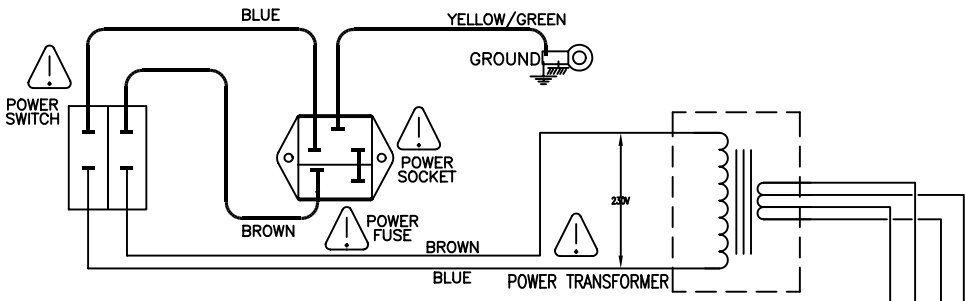 BLUE
YELLOW/GREEN
GROUND
POWER
SWITCH
POWER
SOCKET
230V
POWER
FUSE
BROWN
BROWN
BLUE
POWER TRANSFORMER